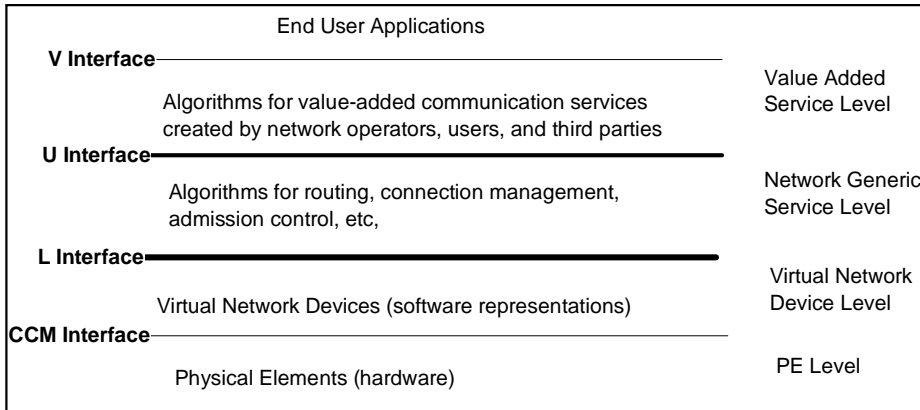 End User Applications
V Interface
Value Added
Service Level
Algorithms for value-added communication services
created by network operators, users, and third parties
U Interface
Network Generic
Service Level
Algorithms for routing, connection management,
admission control, etc,
L Interface
Virtual Network
Device Level
Virtual Network Devices (software representations)
CCM Interface
PE Level
Physical Elements (hardware)